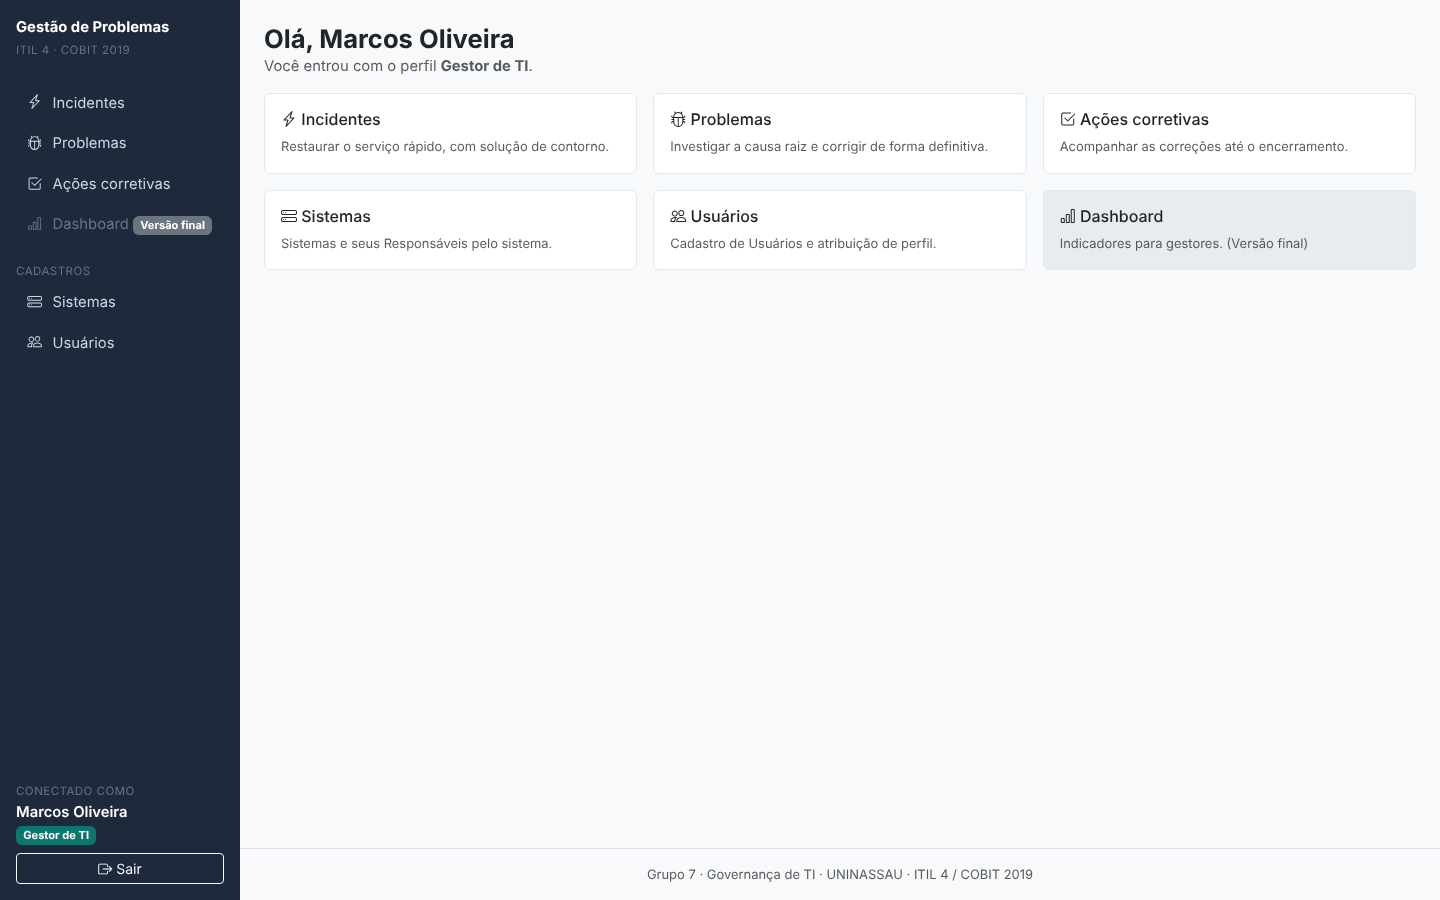 Gestão de Problemas
ITIL 4 · COBIT 2019
Incidentes
Problemas
Ações corretivas
Dashboard Versão final
CADASTROS
Sistemas
Usuários
CONECTADO COMO
Marcos Oliveira
Gestor de TI
Sair
Olá, Marcos Oliveira
Você entrou com o perfil Gestor de TI.
Incidentes
Restaurar o serviço rápido, com solução de contorno.
Problemas
Investigar a causa raiz e corrigir de forma definitiva.
Ações corretivas
Acompanhar as correções até o encerramento.
Sistemas
Sistemas e seus Responsáveis pelo sistema.
Usuários
Cadastro de Usuários e atribuição de perfil.
Dashboard
Indicadores para gestores. (Versão final)
Grupo 7 · Governança de TI · UNINASSAU · ITIL 4 / COBIT 2019